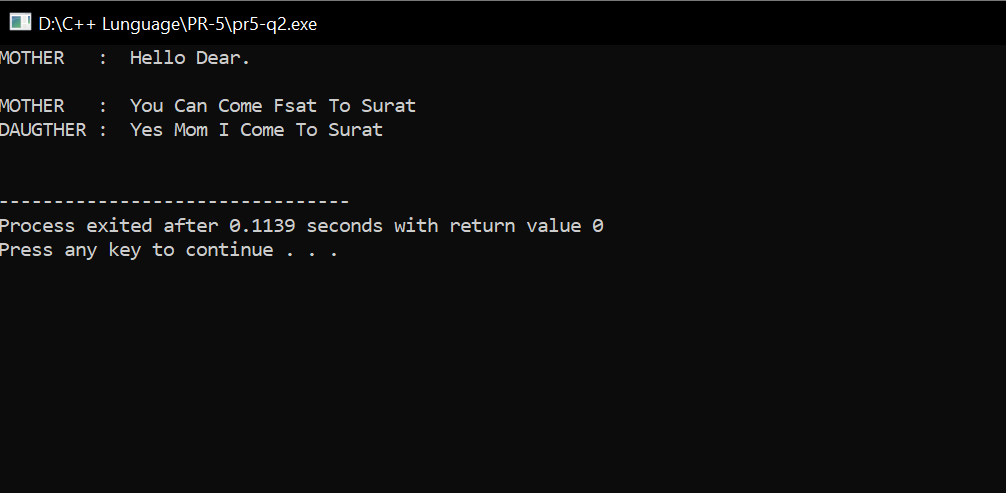 D:\C++ Lunguage\PR-5\pr5-q2.exe
MOTHER   :  Hello Dear.
MOTHER   :  You Can Come Fsat To Surat
DAUGTHER :  Yes Mom I Come To Surat
--------------------------------
Process exited after 0.1139 seconds with return value 0
Press any key to continue . . .